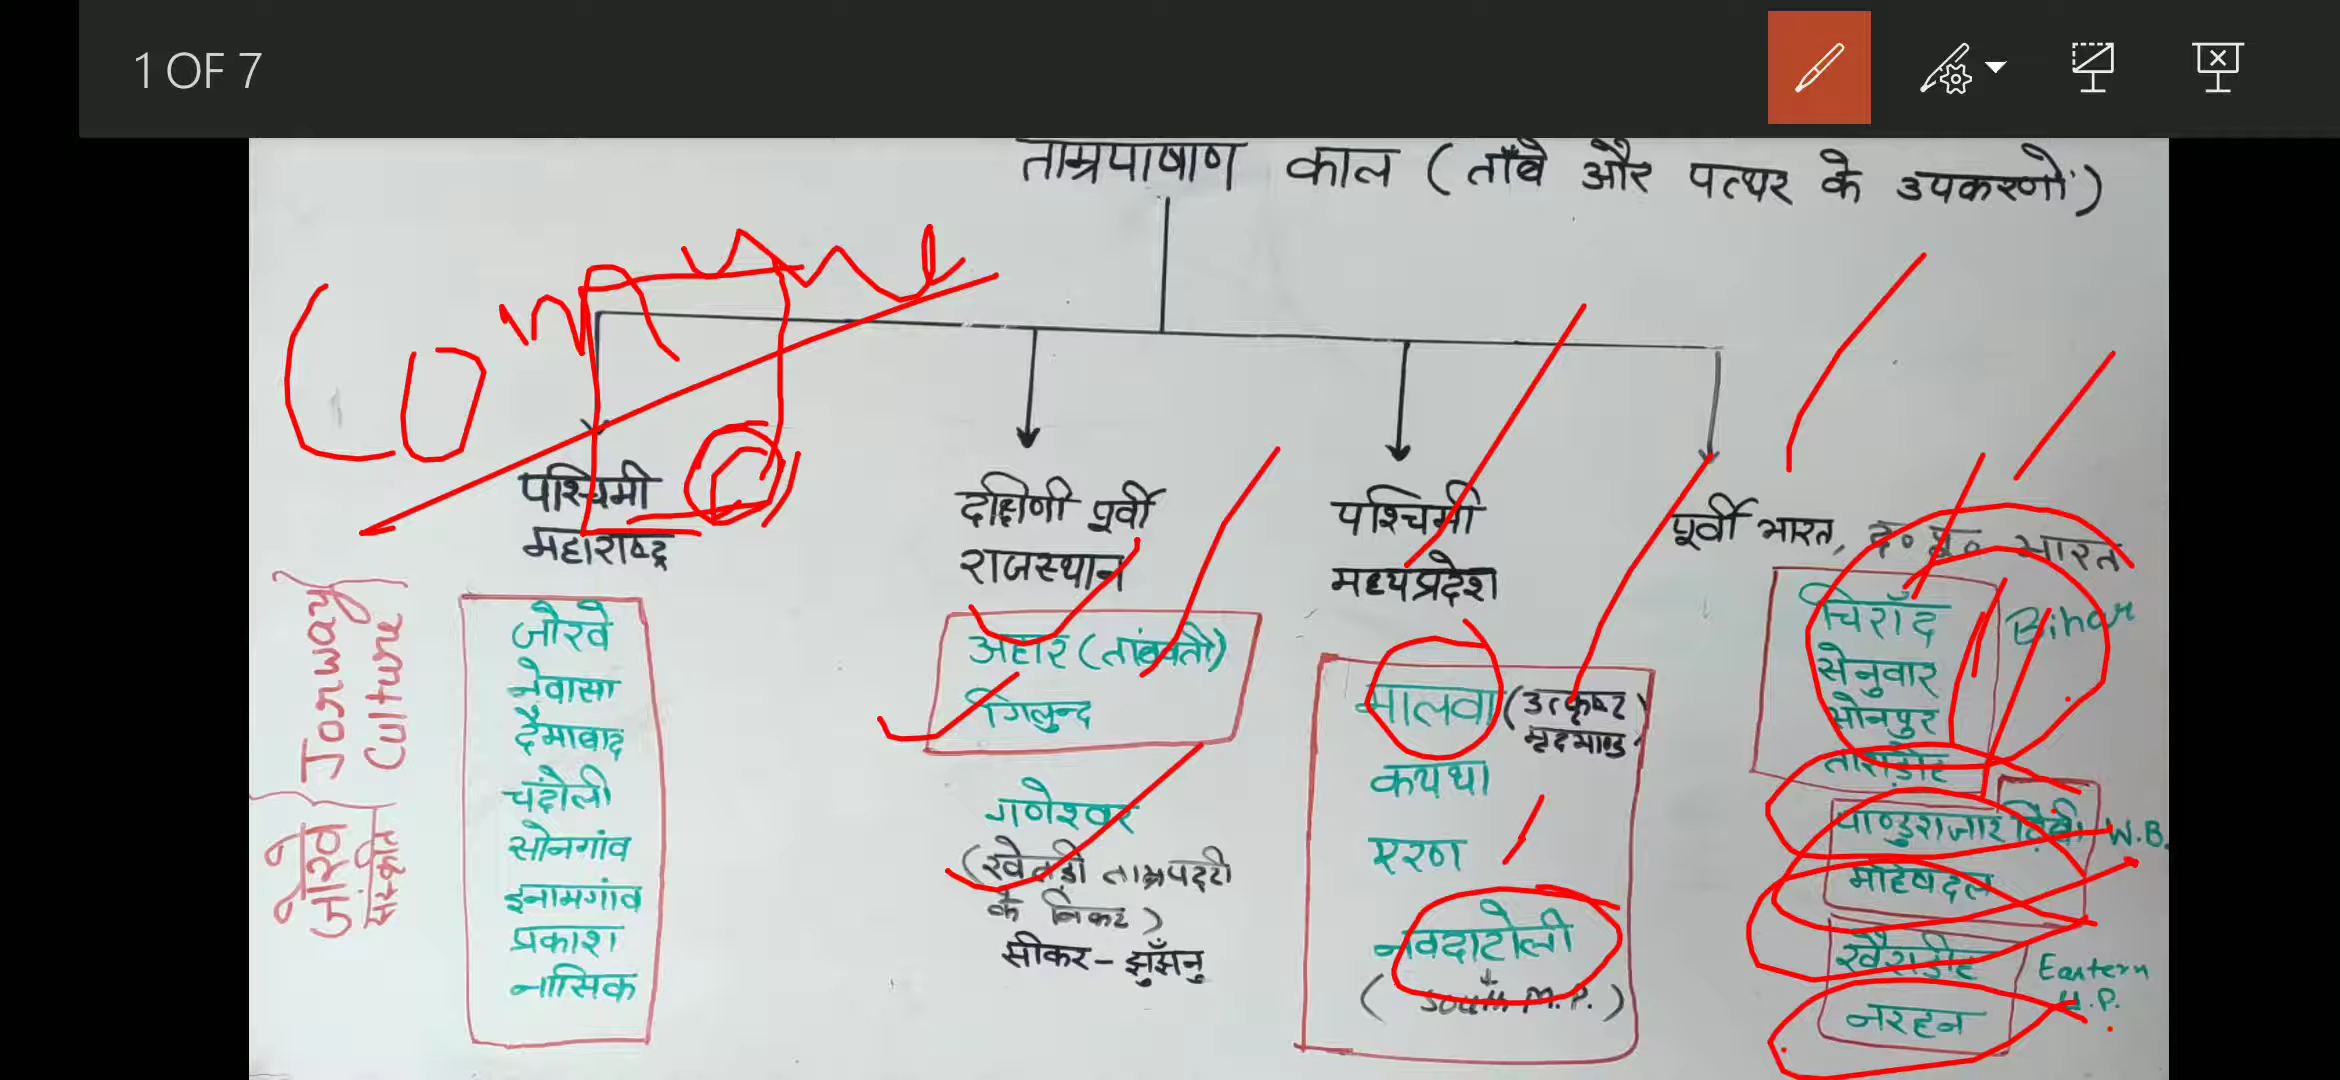 1 OF 7
ताम्रपाषाण काल (ताँबे और पत्थर के उपकरणों)
Comm
पश्चिमी
महाराष्ट्र
Jorway
Culture
जोरवे
संस्कृति
जोरवे
नेवासा
दैमाबाद
चंदौली
सोनगांव
इनामगांव
प्रकाश
नासिक
दक्षिणी पूर्वी
राजस्थान
अहार (तांबवती)
गिलुन्द
गणेश्वर
(खेतड़ी ताम्रपट्टी
के निकट)
सीकर - झुँझनु
पश्चिमी
मध्यप्रदेश
मालवा (उत्कृष्ट
मृदभाण्ड)
कयथा
एरण
नवदाटोली
(South M.P.)
पूर्वी भारत, द॰ पू॰ भारत
चिराँद
सेनुवार
सोनपुर
ताराडीह
Bihar
पाण्डुराजार ढिबी W.B.
महिषदल
खैराडीह
नरहन
Eastern
U.P.